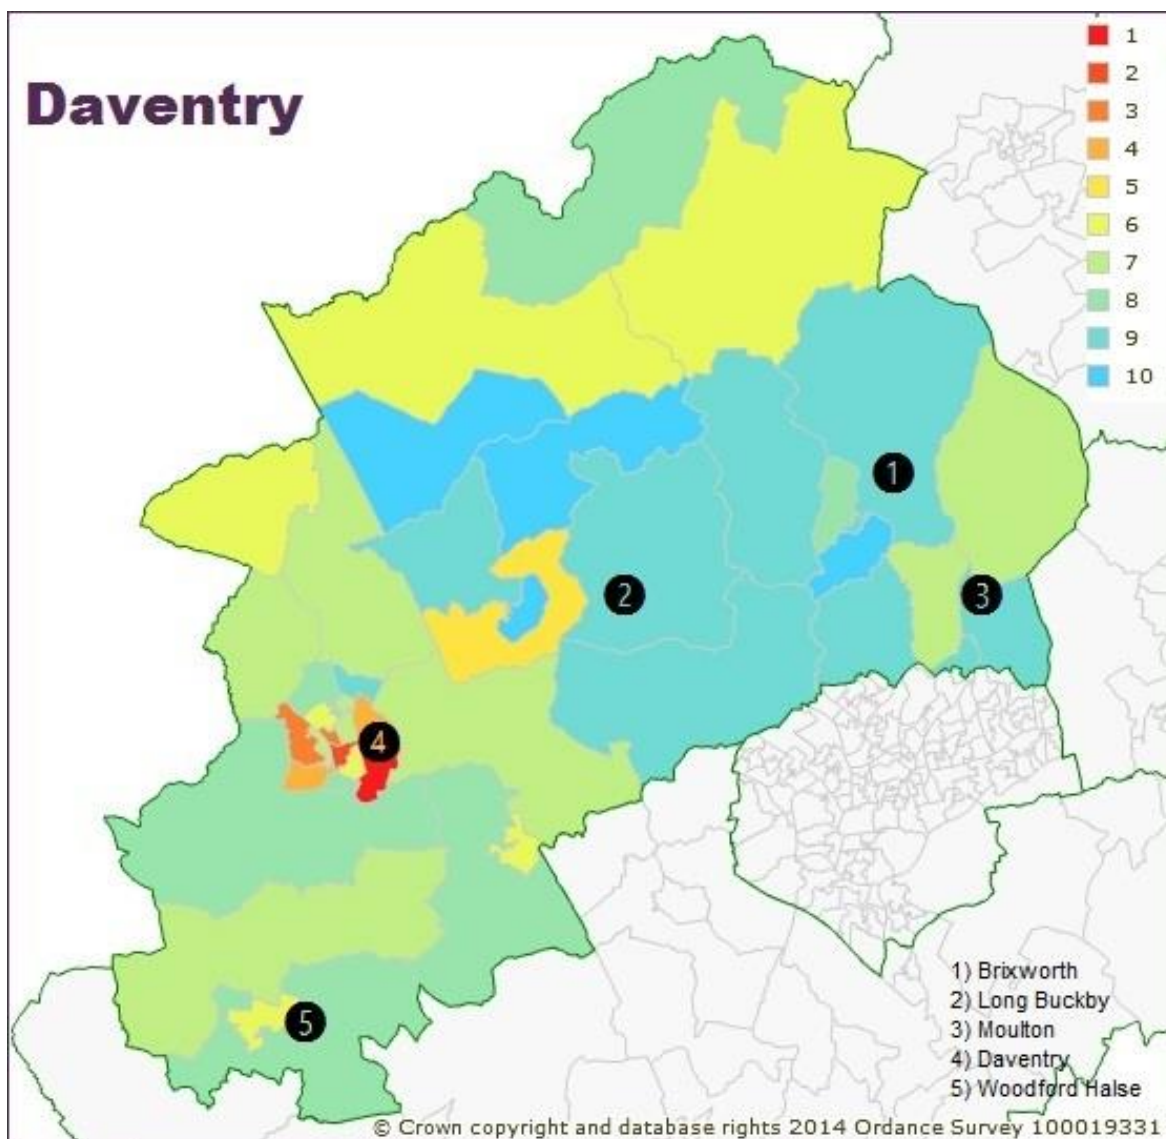 Daventry
1
2
3
4
5
6
7
8
9
10
1
2
3
4
5
1) Brixworth
2) Long Buckby
3) Moulton
4) Daventry
5) Woodford Halse
© Crown copyright and database rights 2014 Ordance Survey 100019331